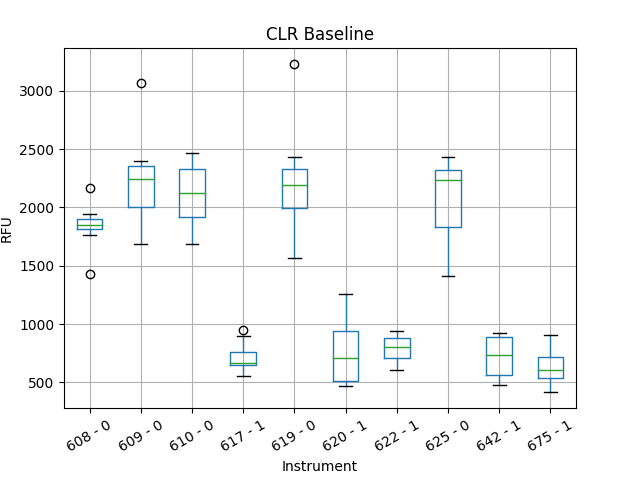 CLR Baseline
3000
2500
2000
1500
1000
500
RFU
608 - 0
609 - 0
610 - 0
617 - 1
619 - 0
620 - 1
622 - 1
625 - 0
642 - 1
675 - 1
Instrument